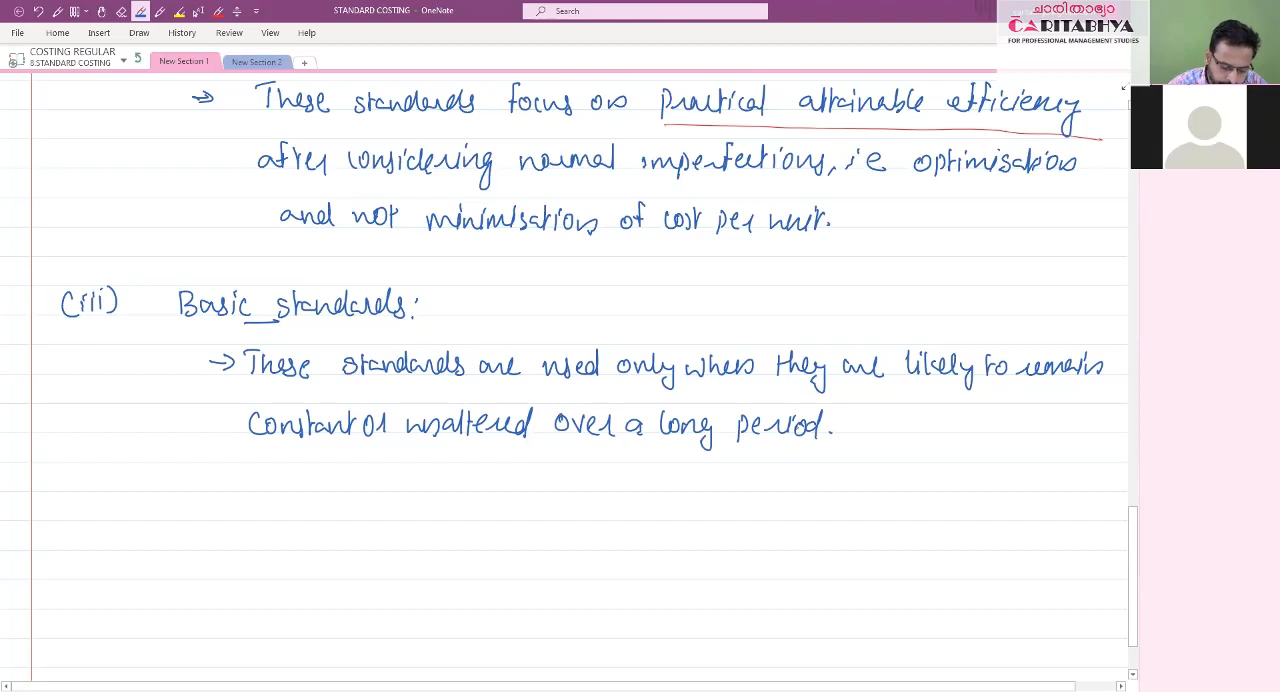 STANDARD COSTING - OneNote
Search
ചാരിതാഭ്യാ
CARITABHYA
FOR PROFESSIONAL MANAGEMENT STUDIES
File Home Insert Draw History Review View Help
COSTING REGULAR
8.STANDARD COSTING
New Section 1
New Section 2
→ These standards focus on practical attainable efficiency
after considering normal imperfections, i.e optimisation
and not minimisation of cost per unit.
(iii) Basic standards:
→ These standards are used only when they are likely to remain
constant or unaltered over a long period.